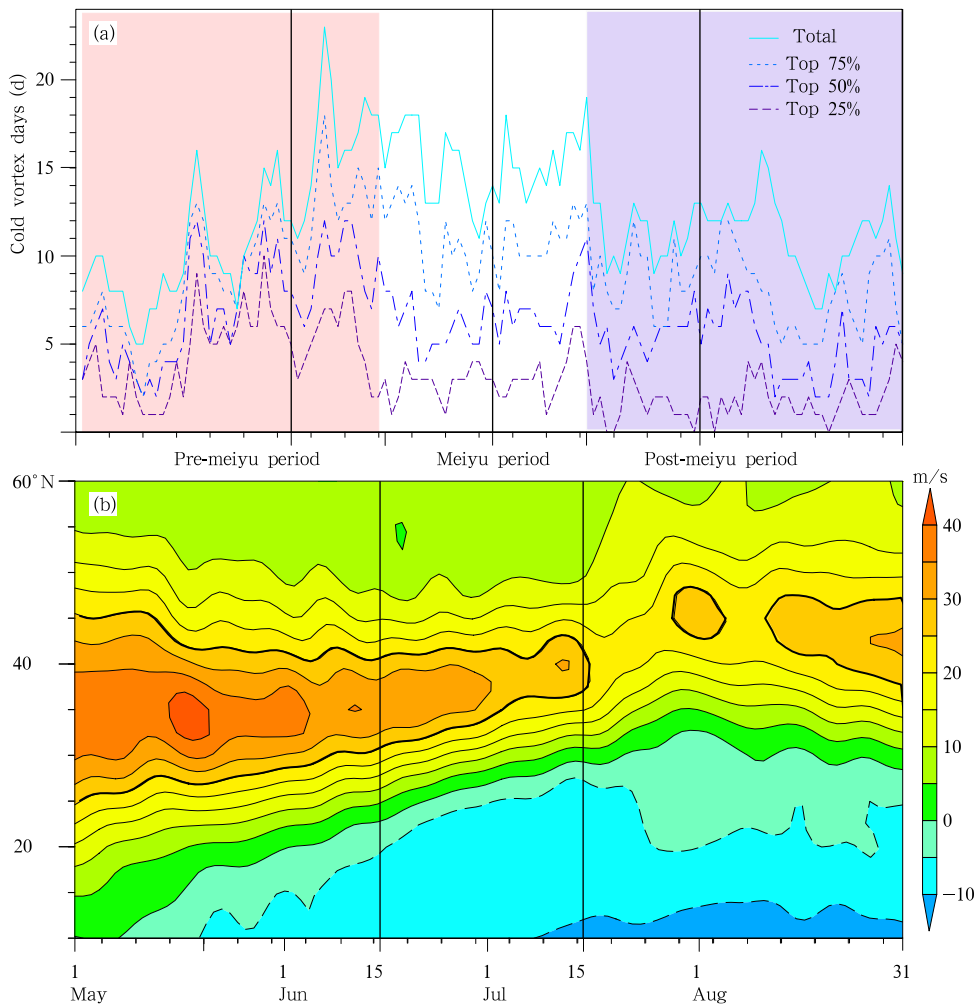 (a)
Total
Top 75%
Top 50%
Top 25%
Cold vortex days (d)
20
15
10
5
Pre-meiyu period
Meiyu period
Post-meiyu period
60°N
(b)
m/s
40
30
20
10
0
−10
40
20
1
1
15
1
15
1
31
May
Jun
Jul
Aug